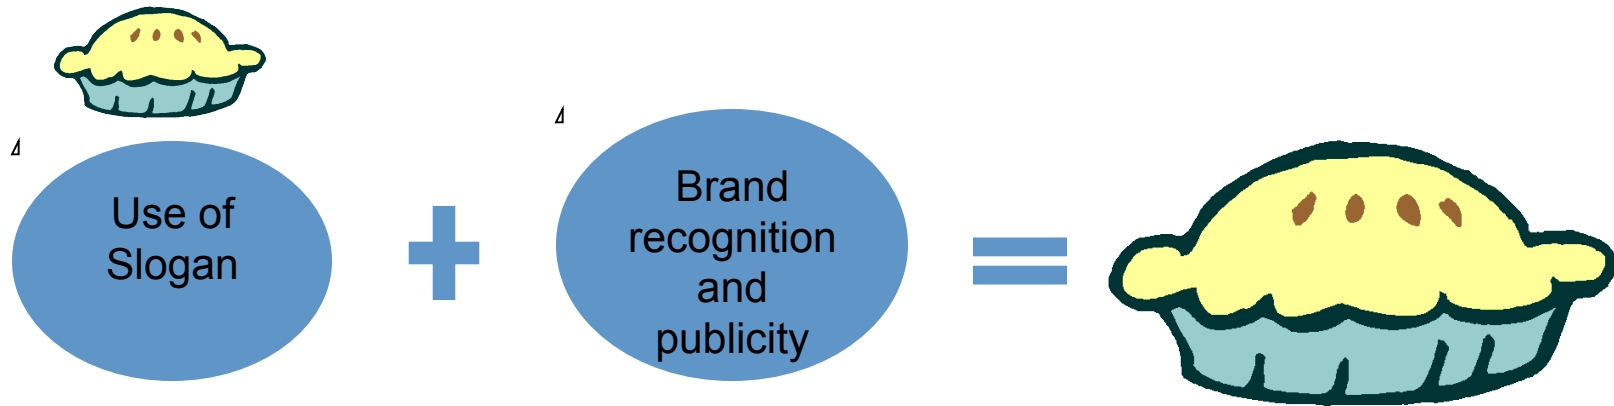 Use of
Slogan
Brand
recognition
and
publicity